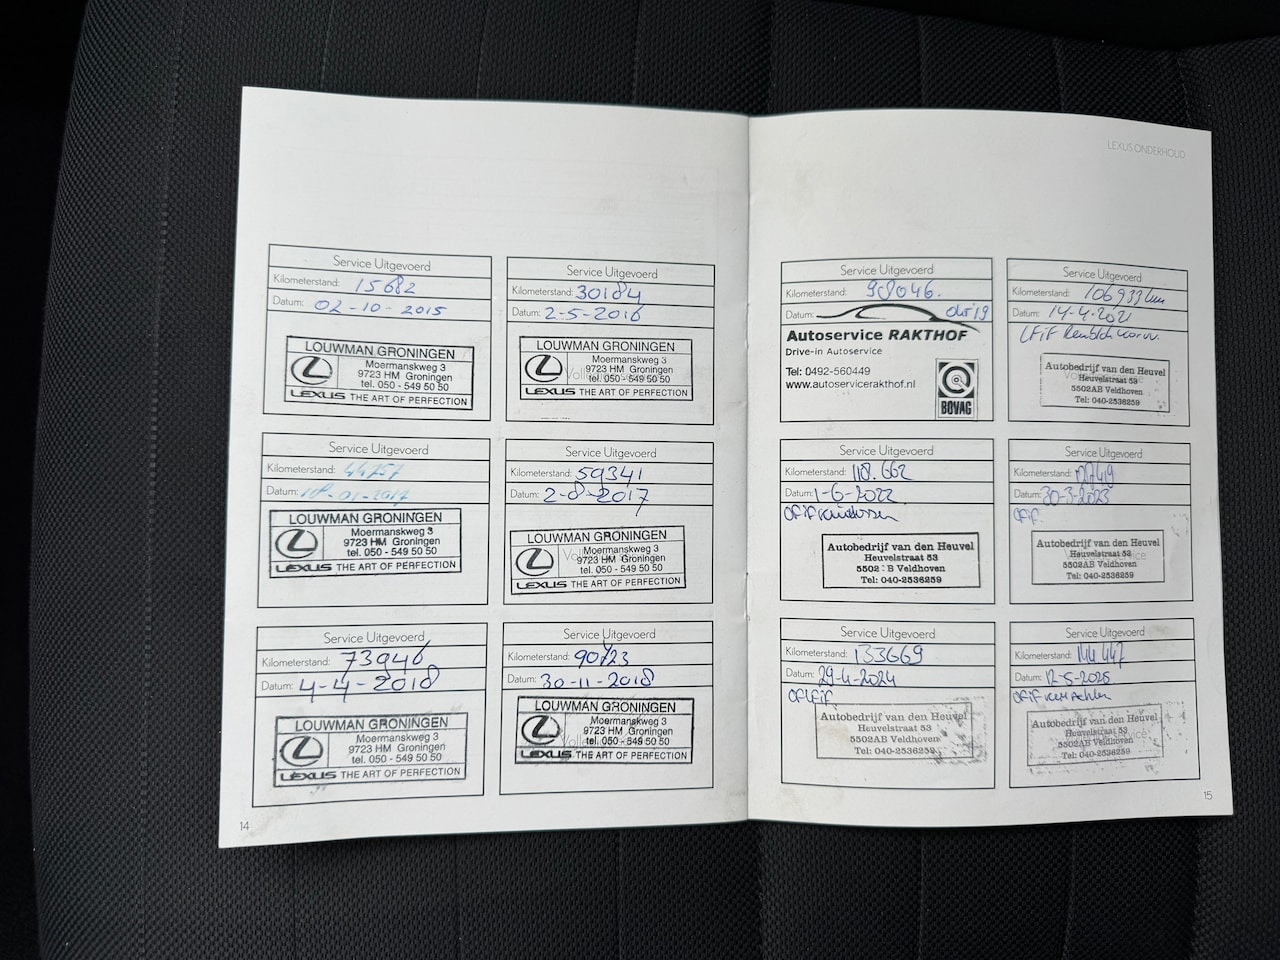 LEXUS ONDERHOUD
Service Uitgevoerd
Kilometerstand: 15682
Datum: 02-10-2015
LOUWMAN GRONINGEN
Moermanskweg 3
9723 HM Groningen
tel. 050 - 549 50 50
LEXUS THE ART OF PERFECTION
Service Uitgevoerd
Kilometerstand: 30184
Datum: 2-5-2016
LOUWMAN GRONINGEN
Moermanskweg 3
9723 HM Groningen
tel. 050 - 549 50 50
LEXUS THE ART OF PERFECTION
Service Uitgevoerd
Kilometerstand: 44757
Datum: 18-01-2017
LOUWMAN GRONINGEN
Moermanskweg 3
9723 HM Groningen
tel. 050 - 549 50 50
LEXUS THE ART OF PERFECTION
Service Uitgevoerd
Kilometerstand: 59341
Datum: 2-8-2017
LOUWMAN GRONINGEN
Moermanskweg 3
9723 HM Groningen
tel. 050 - 549 50 50
LEXUS THE ART OF PERFECTION
Service Uitgevoerd
Kilometerstand: 73946
Datum: 4-4-2018
LOUWMAN GRONINGEN
Moermanskweg 3
9723 HM Groningen
tel. 050 - 549 50 50
LEXUS THE ART OF PERFECTION
Service Uitgevoerd
Kilometerstand: 90723
Datum: 30-11-2018
LOUWMAN GRONINGEN
Moermanskweg 3
9723 HM Groningen
tel. 050 - 549 50 50
LEXUS THE ART OF PERFECTION
14
Service Uitgevoerd
Kilometerstand: 98046.
Datum: okt 19
Autoservice RAKTHOF
Drive-in Autoservice
Tel: 0492-560449
www.autoservicerakthof.nl
BOVAG
Service Uitgevoerd
Kilometerstand: 106933km
Datum: 14-4-2021
Autobedrijf van den Heuvel
Heuvelstraat 53
5502AB Veldhoven
Tel: 040-2536259
Service Uitgevoerd
Kilometerstand: 118.662
Datum: 1-6-2022
Autobedrijf van den Heuvel
Heuvelstraat 53
5502 : B Veldhoven
Tel: 040-2536259
Service Uitgevoerd
Kilometerstand:
Datum: 30-3-2023
Autobedrijf van den Heuvel
Heuvelstraat 53
5502AB Veldhoven
Tel: 040-2536259
Service Uitgevoerd
Kilometerstand: 133669
Datum: 29-4-2024
Autobedrijf van den Heuvel
Heuvelstraat 53
5502AB Veldhoven
Tel: 040-2536259
Service Uitgevoerd
Kilometerstand: 144447
Datum: 12-5-2025
Autobedrijf van den Heuvel
Heuvelstraat 53
5502AB Veldhoven
Tel: 040-2536259
15